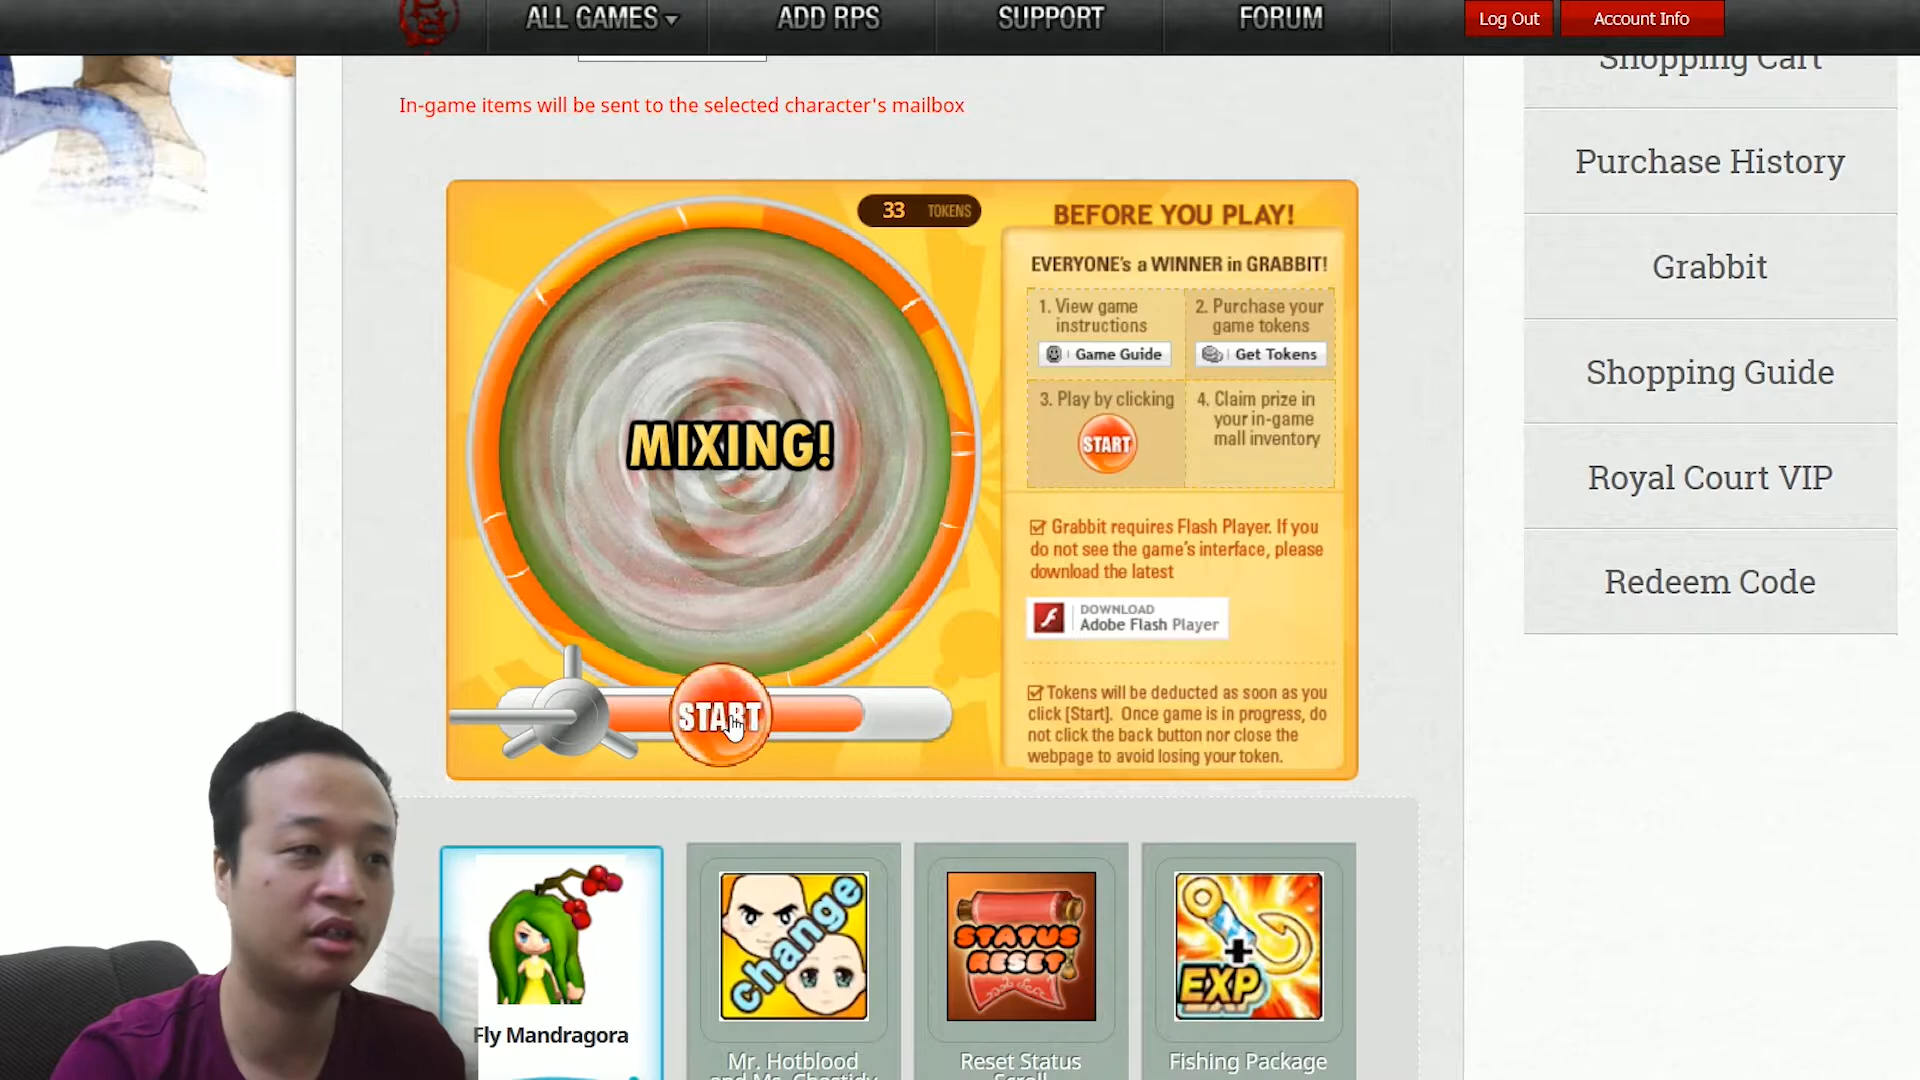 ALL GAMES
ADD RPS
SUPPORT
FORUM
Log Out
Account Info
Shopping Cart
In-game items will be sent to the selected character's mailbox
Purchase History
Grabbit
Shopping Guide
Royal Court VIP
Redeem Code
33 TOKENS
MIXING!
START
BEFORE YOU PLAY!
EVERYONE's a WINNER in GRABBIT!
1. View game
instructions
Game Guide
2. Purchase your
game tokens
Get Tokens
3. Play by clicking
START
4. Claim prize in
your in-game
mall inventory
Grabbit requires Flash Player. If you
do not see the game's interface, please
download the latest
DOWNLOAD
Adobe Flash Player
Tokens will be deducted as soon as you
click [Start]. Once game is in progress, do
not click the back button nor close the
webpage to avoid losing your token.
Fly Mandragora
change
Mr. Hotblood
and Ms. Chastidy
STATUS
RESET
Reset Status
Scroll
+
EXP
Fishing Package